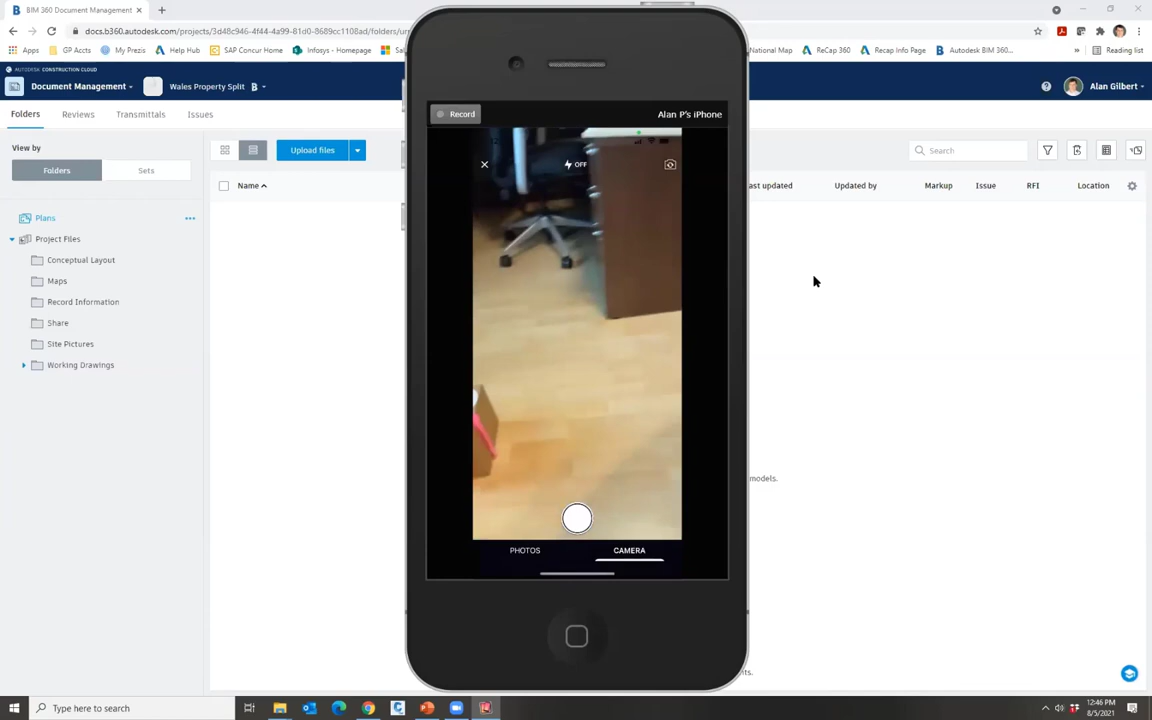 BIM 360 Document Management
docs.b360.autodesk.com/projects/3d48c946-4f44-4a99-81d0-8689cc1108ad/folders/ur
Apps GP Accts My Prezis Help Hub SAP Concur Home Infosys - Homepage National Map ReCap 360 Recap Info Page Autodesk BIM 360... » Reading list
AUTODESK CONSTRUCTION CLOUD
Document Management Wales Property Split B Alan Gilbert
Folders Reviews Transmittals Issues
View by
Folders Sets
Upload files
Search
Name
ast updated Updated by Markup Issue RFI Location
Plans
Project Files
Conceptual Layout
Maps
Record Information
Share
Site Pictures
Working Drawings
Record Alan P's iPhone
OFF
PHOTOS CAMERA
models.
Type here to search
12:46 PM
8/5/2021